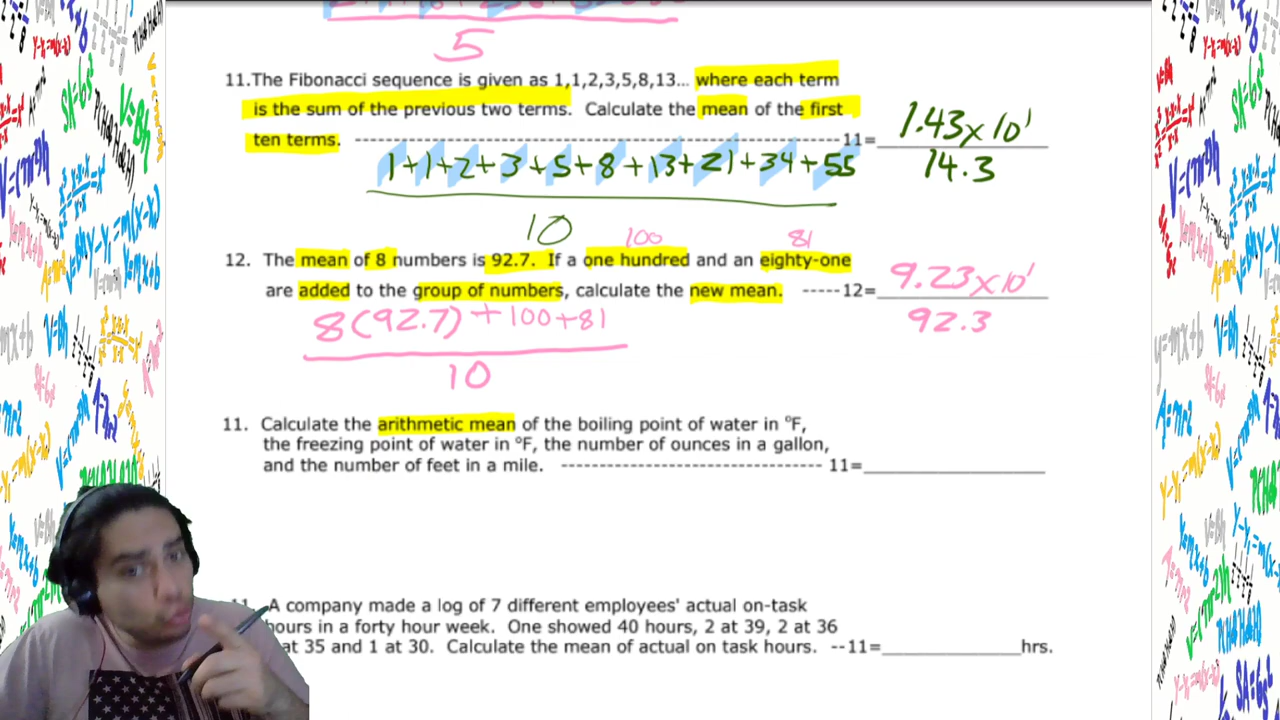 5
11.The Fibonacci sequence is given as 1,1,2,3,5,8,13... where each term
is the sum of the previous two terms. Calculate the mean of the first
ten terms. ---------------------------------------------------------- 11=
1.43x10¹
14.3
1+1+2+3+5+8+13+21+34+55
10
100 81
12. The mean of 8 numbers is 92.7. If a one hundred and an eighty-one
are added to the group of numbers, calculate the new mean. -----12=
9.23x10¹
92.3
8(92.7)+100+81
10
11. Calculate the arithmetic mean of the boiling point of water in °F,
the freezing point of water in °F, the number of ounces in a gallon,
and the number of feet in a mile. ------------------------------- 11=
A company made a log of 7 different employees' actual on-task
hours in a forty hour week. One showed 40 hours, 2 at 39, 2 at 36
at 35 and 1 at 30. Calculate the mean of actual on task hours. --11= hrs.